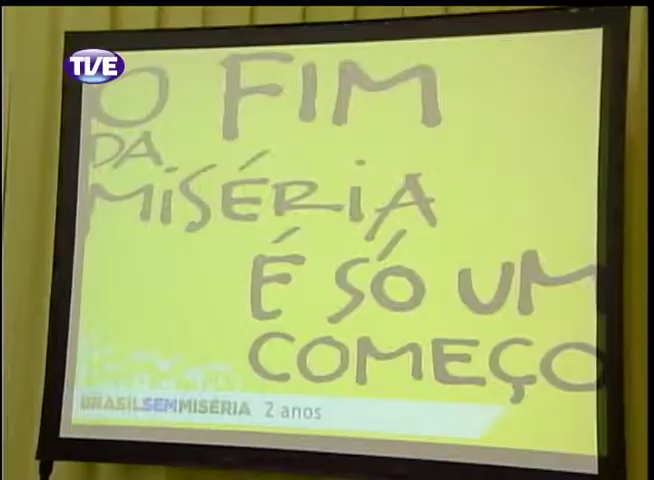 TVE
O FIM
DA
MISÉRIA
É SÓ UM
COMEÇO
BRASILSEMMISÉRIA 2 anos